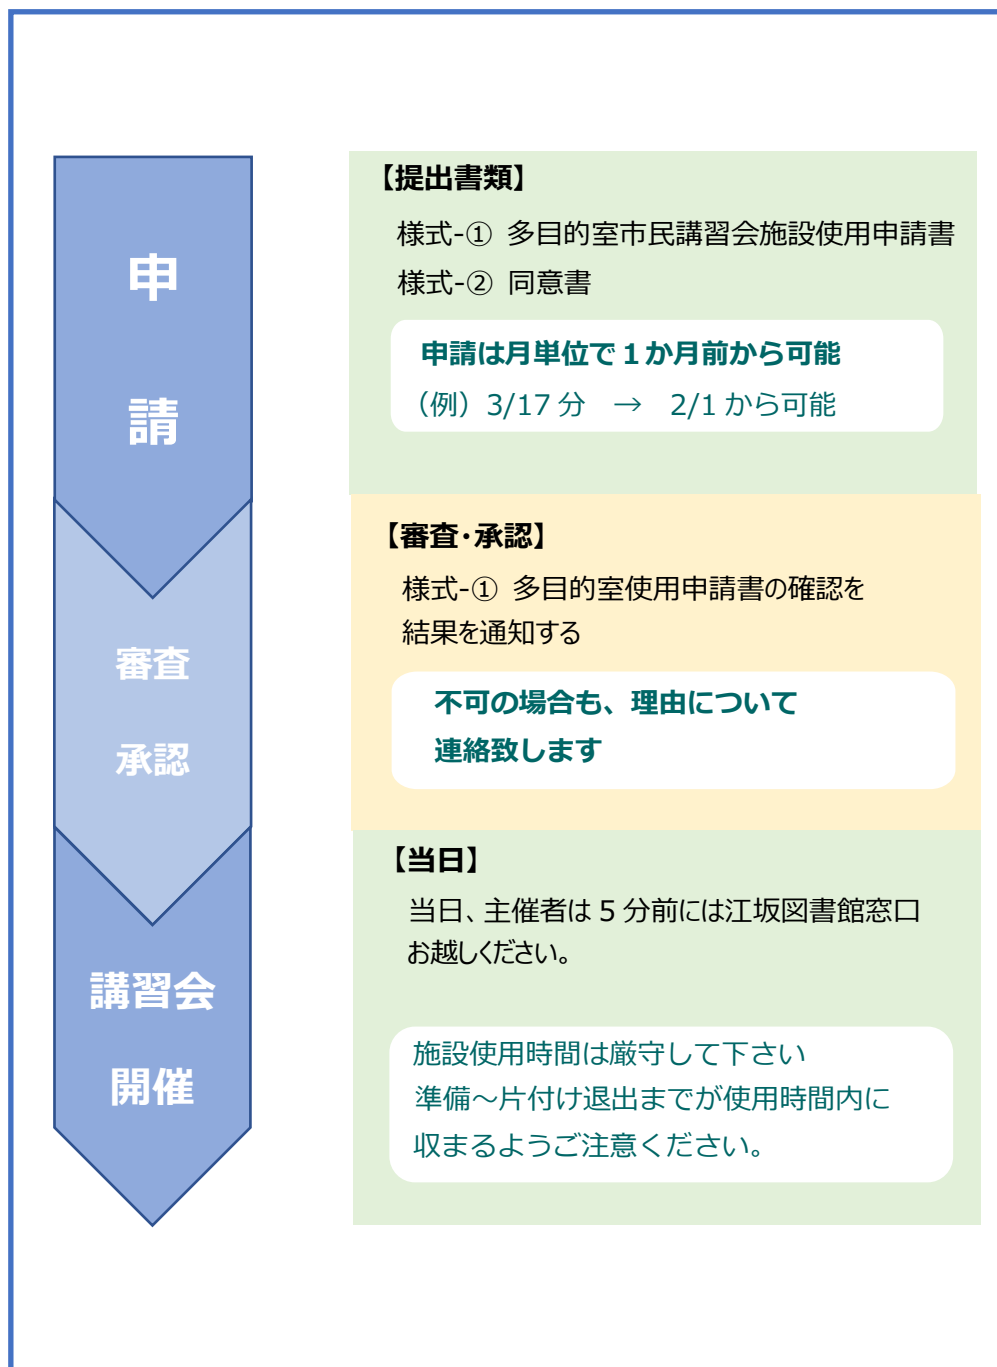 申
請
【提出書類】
様式-① 多目的室市民講習会施設使用申請書
様式-② 同意書
申請は月単位で１か月前から可能
（例）3/17 分　→　2/1 から可能
審査
承認
【審査・承認】
様式-① 多目的室使用申請書の確認を
結果を通知する
不可の場合も、理由について
連絡致します
講習会
開催
【当日】
当日、主催者は 5 分前には江坂図書館窓口
お越しください。
施設使用時間は厳守して下さい
準備～片付け退出までが使用時間内に
収まるようご注意ください。